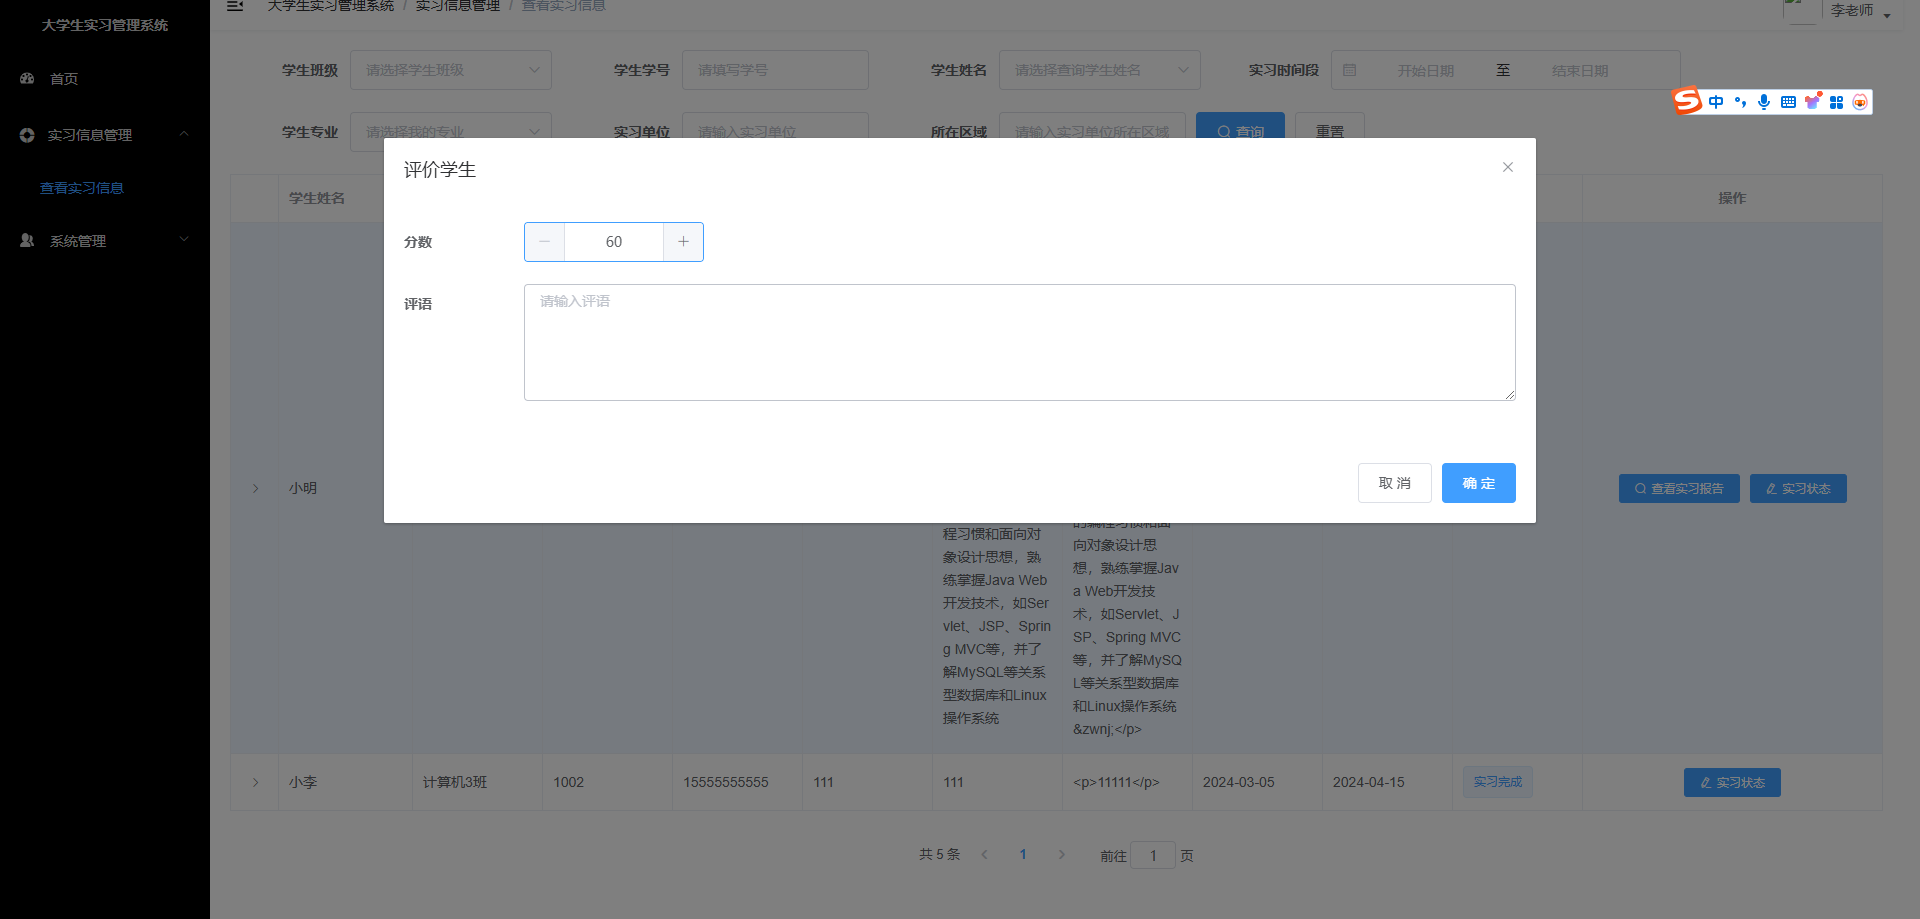 大学生实习管理系统
首页
实习信息管理
查看实习信息
系统管理
大学生实习管理系统 / 实习信息管理 / 查看实习信息
李老师
学生班级 请选择学生班级 学生学号 请填写学号 学生姓名 请选择查询学生姓名 实习时间段 开始日期 至 结束日期
中
学生专业 请选择我的专业 实习单位 请输入实习单位 所在区域 请输入实习单位所在区域 查询 重置
学生姓名 操作
评价学生
分数 60
评语 请输入评语
取 消 确 定
小明 查看实习报告 实习状态
程习惯和面向对
象设计思想，熟
练掌握Java Web
开发技术，如Ser
vlet、JSP、Sprin
g MVC等，并了
解MySQL等关系
型数据库和Linux
操作系统
的编程习惯和面
向对象设计思
想，熟练掌握Jav
a Web开发技
术，如Servlet、J
SP、Spring MVC
等，并了解MySQ
L等关系型数据库
和Linux操作系统
&zwnj;</p>
小李 计算机3班 1002 15555555555 111 111 <p>11111</p> 2024-03-05 2024-04-15 实习完成 实习状态
共 5 条 1 前往 1 页